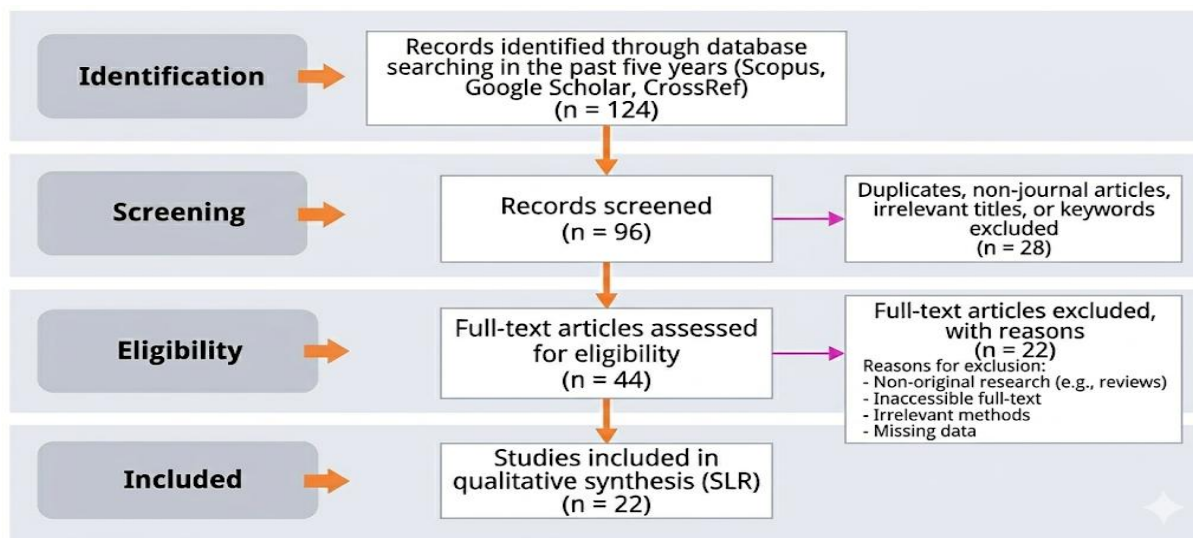 Identification
Records identified through database
searching in the past five years (Scopus,
Google Scholar, CrossRef)
(n = 124)
Screening
Records screened
(n = 96)
Duplicates, non-journal articles,
irrelevant titles, or keywords
excluded
(n = 28)
Eligibility
Full-text articles assessed
for eligibility
(n = 44)
Full-text articles excluded,
with reasons
(n = 22)
Reasons for exclusion:
- Non-original research (e.g., reviews)
- Inaccessible full-text
- Irrelevant methods
- Missing data
Included
Studies included in
qualitative synthesis (SLR)
(n = 22)